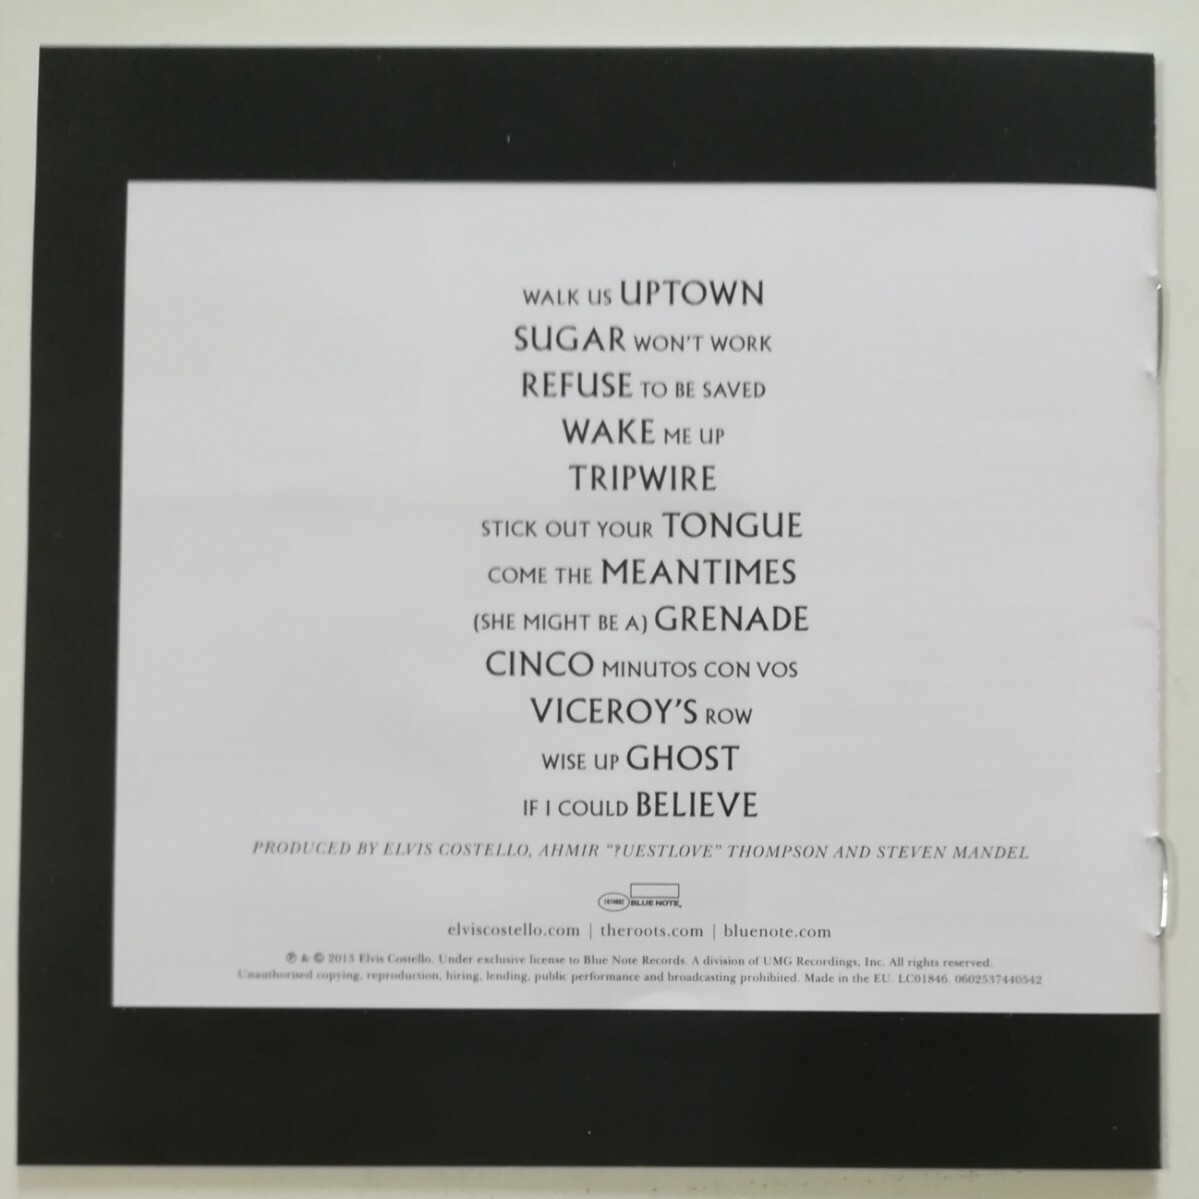 WALK US UPTOWN
SUGAR WON'T WORK
REFUSE TO BE SAVED
WAKE ME UP
TRIPWIRE
STICK OUT YOUR TONGUE
COME THE MEANTIMES
(SHE MIGHT BE A) GRENADE
CINCO MINUTOS CON VOS
VICEROY'S ROW
WISE UP GHOST
IF I COULD BELIEVE
PRODUCED BY ELVIS COSTELLO, AHMIR "?UESTLOVE" THOMPSON AND STEVEN MANDEL
BLUE NOTE
elviscostello.com | theroots.com | bluenote.com
℗ & © 2013 Elvis Costello. Under exclusive license to Blue Note Records. A division of UMG Recordings, Inc. All rights reserved.
Unauthorised copying, reproduction, hiring, lending, public performance and broadcasting prohibited. Made in the EU. LC01846. 0602537440542